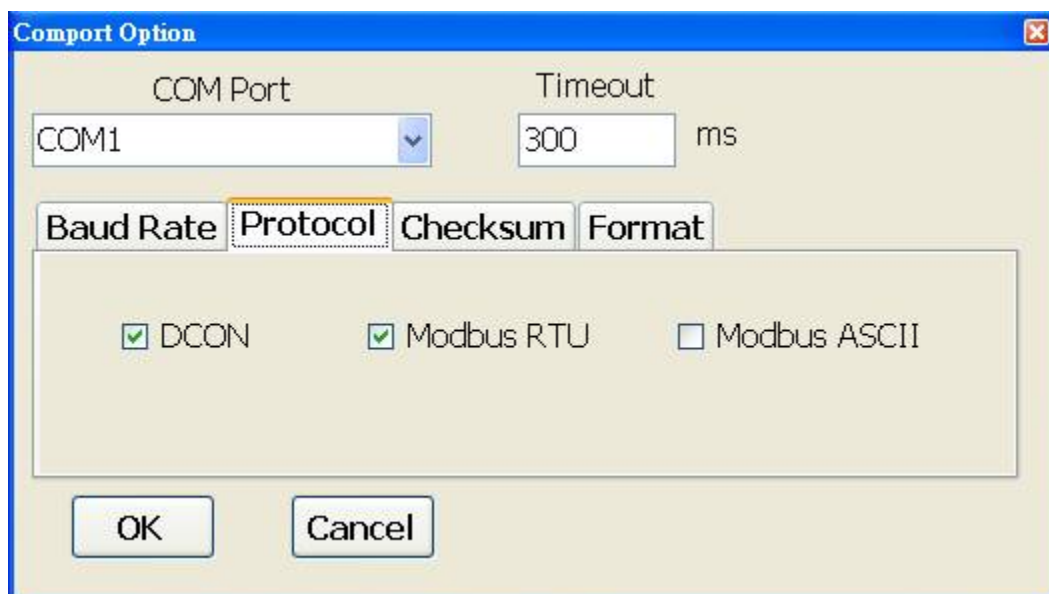 Comport Option
COM Port
Timeout
COM1
300
ms
Baud Rate Protocol Checksum Format
DCON Modbus RTU Modbus ASCII
OK Cancel